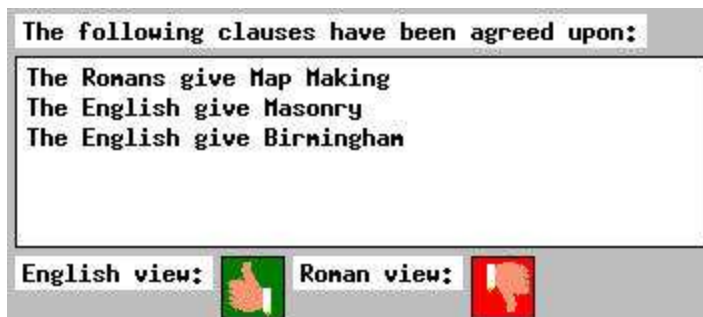 The following clauses have been agreed upon:
The Romans give Map Making
The English give Masonry
The English give Birmingham
English view: Roman view: